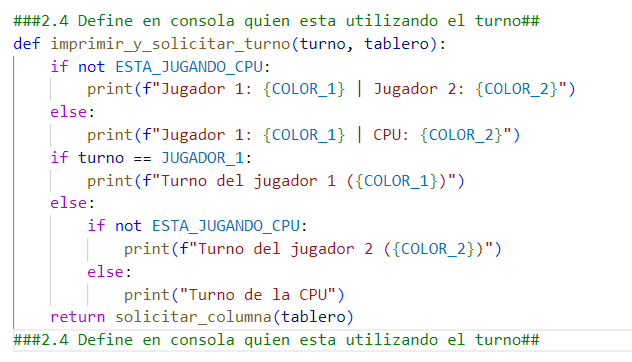 ###2.4 Define en consola quien esta utilizando el turno##
def imprimir_y_solicitar_turno(turno, tablero):
    if not ESTA_JUGANDO_CPU:
        print(f"Jugador 1: {COLOR_1} | Jugador 2: {COLOR_2}")
    else:
        print(f"Jugador 1: {COLOR_1} | CPU: {COLOR_2}")
    if turno == JUGADOR_1:
        print(f"Turno del jugador 1 ({COLOR_1})")
    else:
        if not ESTA_JUGANDO_CPU:
            print(f"Turno del jugador 2 ({COLOR_2})")
        else:
            print("Turno de la CPU")
    return solicitar_columna(tablero)
###2.4 Define en consola quien esta utilizando el turno##